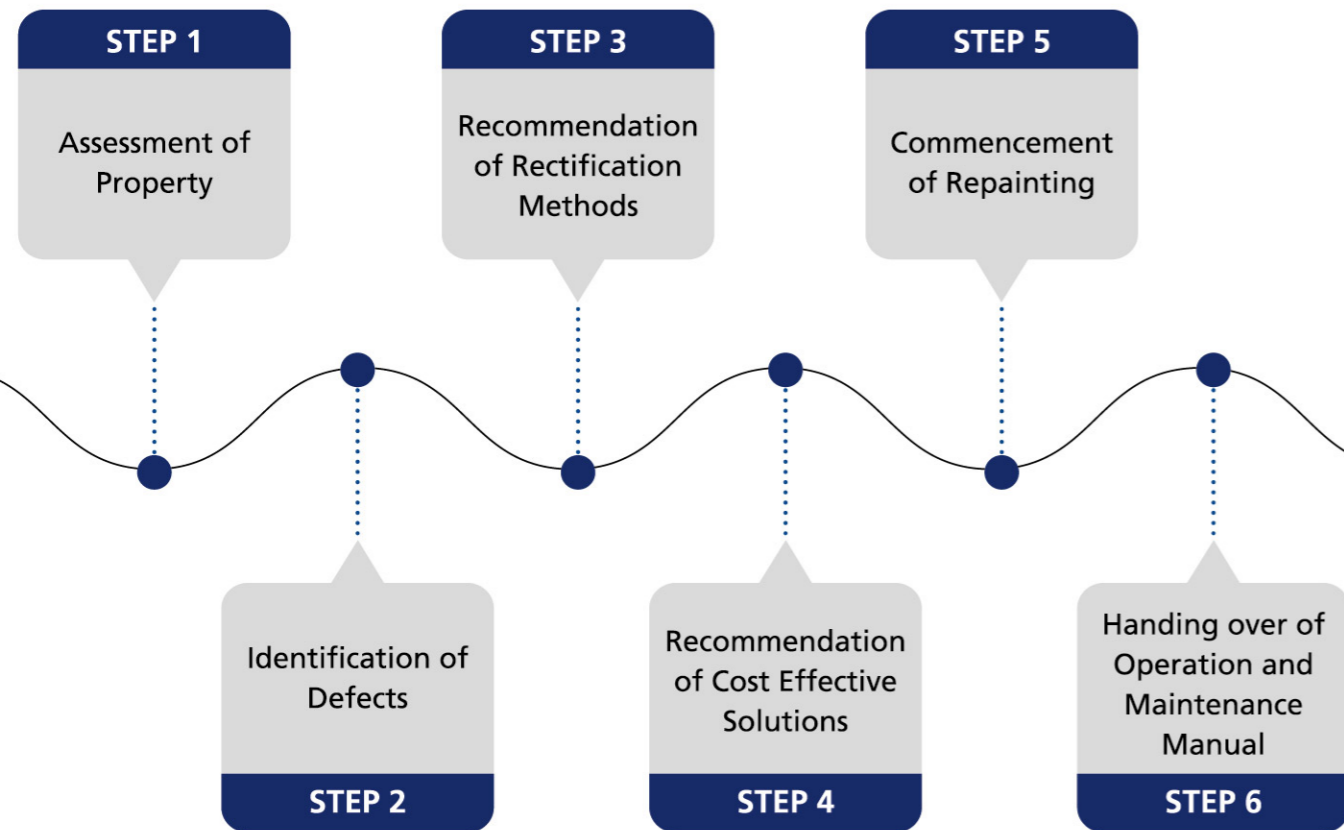 STEP 1
Assessment of
Property
Identification of
Defects
STEP 2
STEP 3
Recommendation
of Rectification
Methods
Recommendation
of Cost Effective
Solutions
STEP 4
STEP 5
Commencement
of Repainting
Handing over of
Operation and
Maintenance
Manual
STEP 6